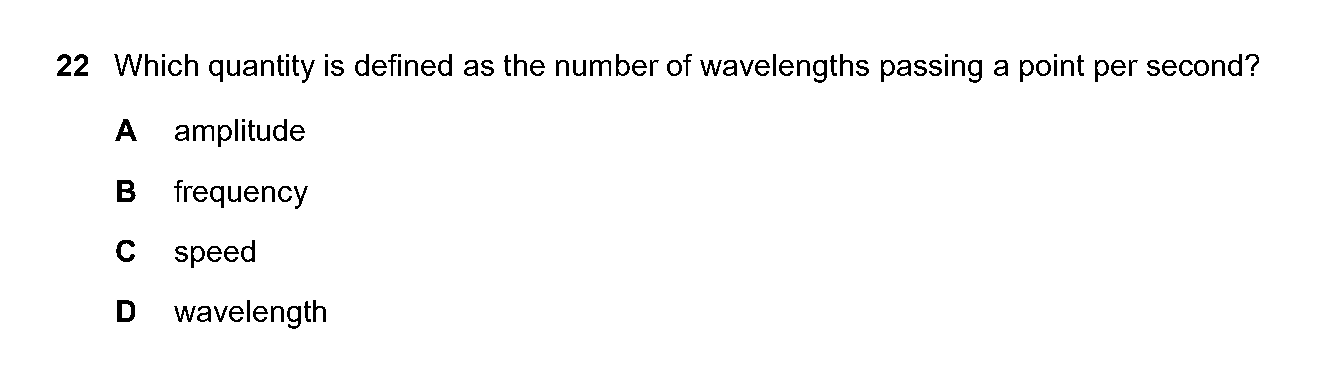 22 Which quantity is defined as the number of wavelengths passing a point per second?
A amplitude
B frequency
C speed
D wavelength